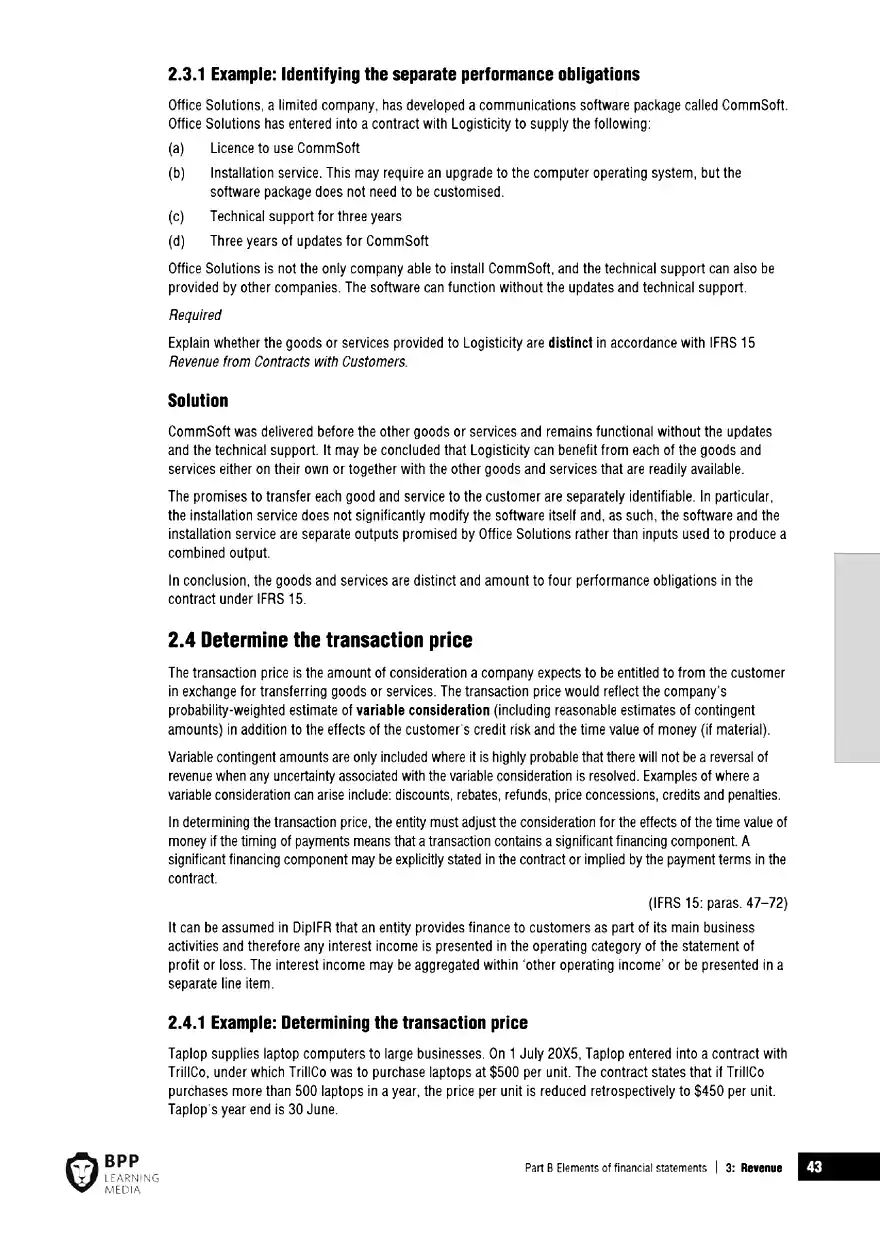 2.3.1 Example: Identifying the separate performance obligations
Office Solutions, a limited company, has developed a communications software package called CommSoft.
Office Solutions has entered into a contract with Logisticity to supply the following:
(a) Licence to use CommSoft
(b) Installation service. This may require an upgrade to the computer operating system, but the
software package does not need to be customised.
(c) Technical support for three years
(d) Three years of updates for CommSoft
Office Solutions is not the only company able to install CommSoft, and the technical support can also be
provided by other companies. The software can function without the updates and technical support.
Required
Explain whether the goods or services provided to Logisticity are distinct in accordance with IFRS 15
Revenue from Contracts with Customers.
Solution
CommSoft was delivered before the other goods or services and remains functional without the updates
and the technical support. It may be concluded that Logisticity can benefit from each of the goods and
services either on their own or together with the other goods and services that are readily available.
The promises to transfer each good and service to the customer are separately identifiable. In particular,
the installation service does not significantly modify the software itself and, as such, the software and the
installation service are separate outputs promised by Office Solutions rather than inputs used to produce a
combined output.
In conclusion, the goods and services are distinct and amount to four performance obligations in the
contract under IFRS 15.
2.4 Determine the transaction price
The transaction price is the amount of consideration a company expects to be entitled to from the customer
in exchange for transferring goods or services. The transaction price would reflect the company's
probability-weighted estimate of variable consideration (including reasonable estimates of contingent
amounts) in addition to the effects of the customer's credit risk and the time value of money (if material).
Variable contingent amounts are only included where it is highly probable that there will not be a reversal of
revenue when any uncertainty associated with the variable consideration is resolved. Examples of where a
variable consideration can arise include: discounts, rebates, refunds, price concessions, credits and penalties.
In determining the transaction price, the entity must adjust the consideration for the effects of the time value of
money if the timing of payments means that a transaction contains a significant financing component. A
significant financing component may be explicitly stated in the contract or implied by the payment terms in the
contract.
(IFRS 15: paras. 47–72)
It can be assumed in DipIFR that an entity provides finance to customers as part of its main business
activities and therefore any interest income is presented in the operating category of the statement of
profit or loss. The interest income may be aggregated within 'other operating income' or be presented in a
separate line item.
2.4.1 Example: Determining the transaction price
Taplop supplies laptop computers to large businesses. On 1 July 20X5, Taplop entered into a contract with
TrillCo, under which TrillCo was to purchase laptops at $500 per unit. The contract states that if TrillCo
purchases more than 500 laptops in a year, the price per unit is reduced retrospectively to $450 per unit.
Taplop's year end is 30 June.
BPP
LEARNING
MEDIA
Part B Elements of financial statements | 3: Revenue 43